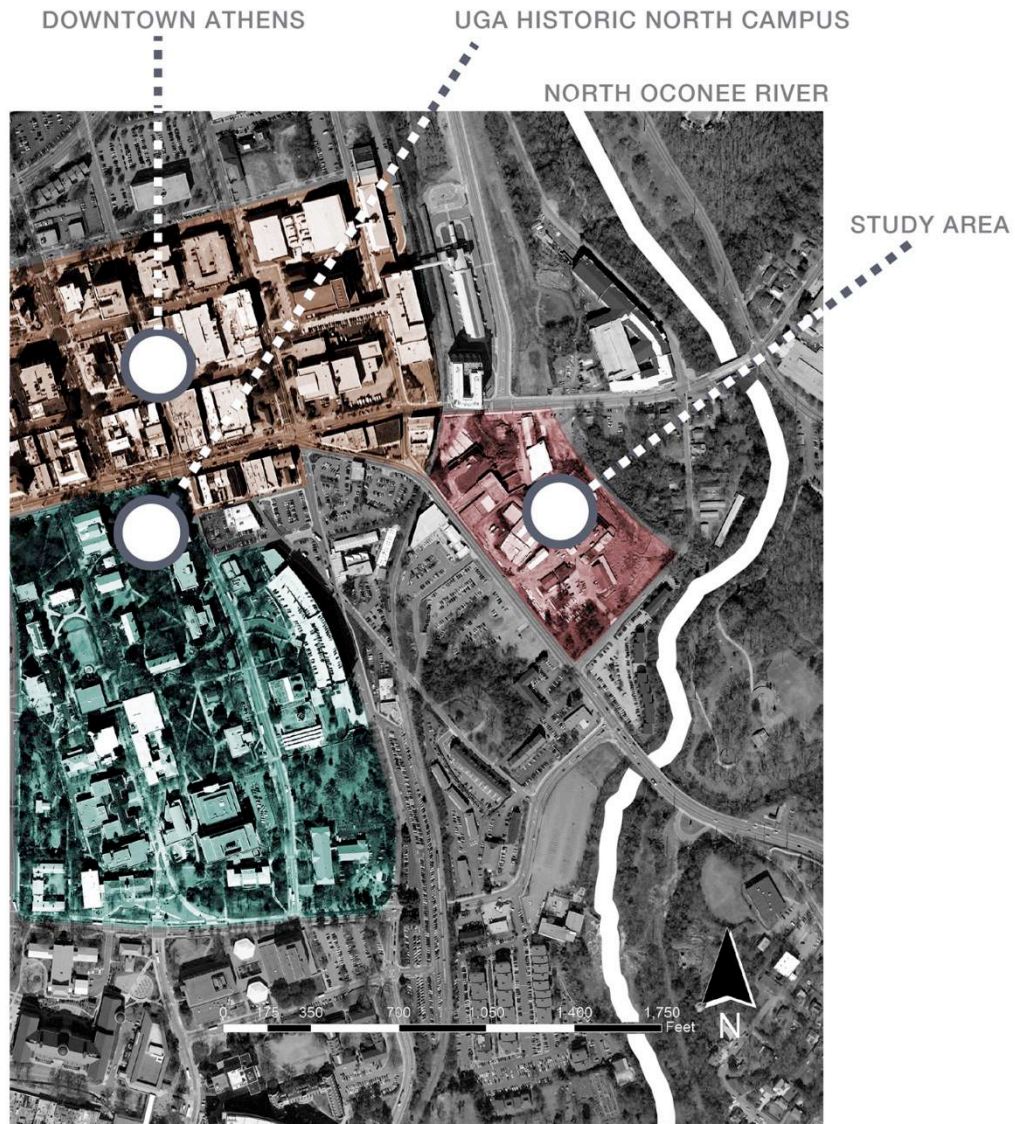 DOWNTOWN ATHENS
UGA HISTORIC NORTH CAMPUS
NORTH OCONEE RIVER
STUDY AREA
0 175 350 700 1,050 1,400 1,750
Feet
N